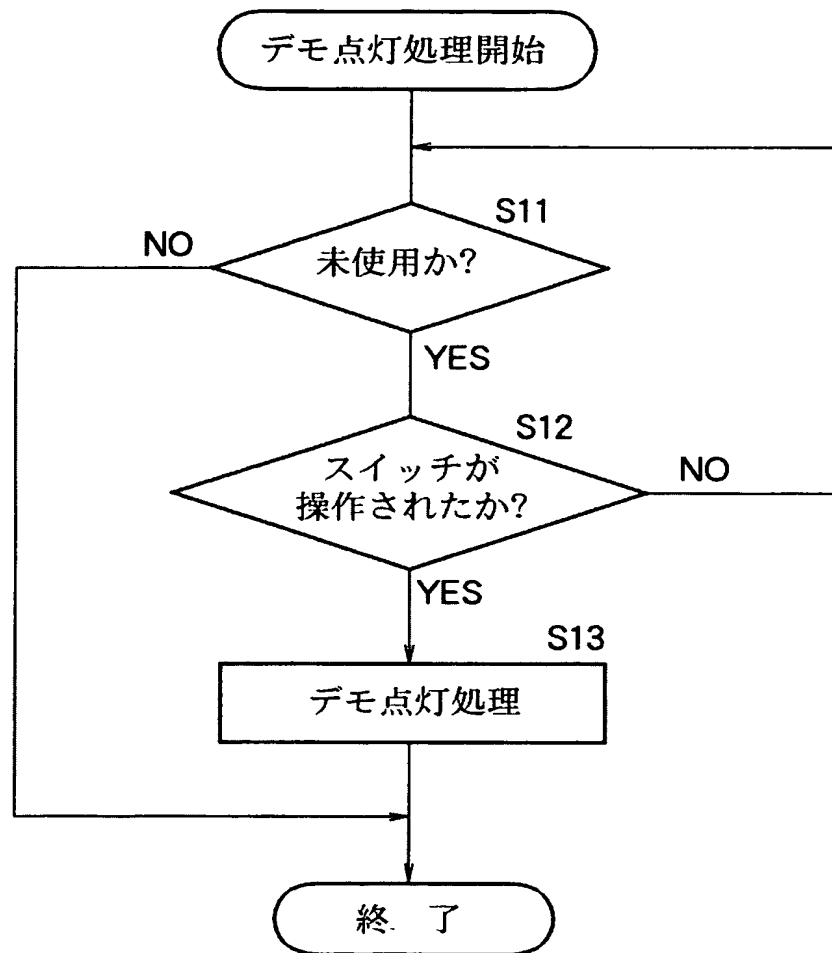 デモ点灯処理開始
S11
NO
未使用か?
YES
S12
スイッチが
操作されたか?
NO
YES
S13
デモ点灯処理
終 了